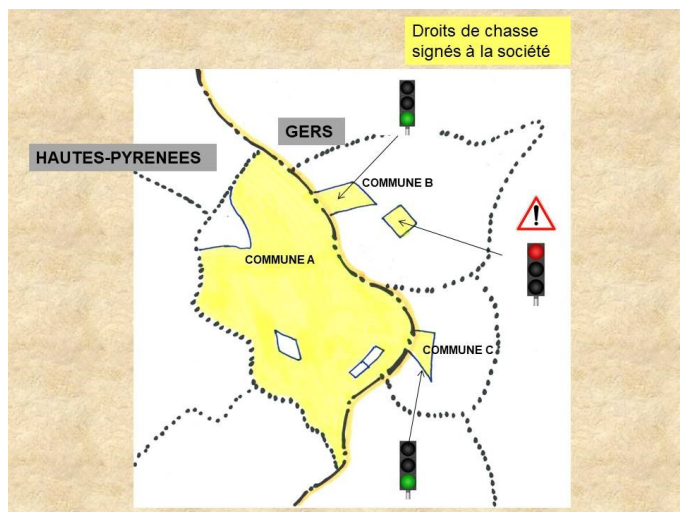 Droits de chasse
signés à la société
GERS
HAUTES-PYRENEES
COMMUNE B
COMMUNE A
COMMUNE C